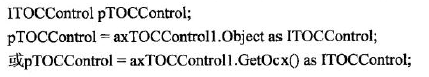 ITOCControl pTOCControl;
pTOCControl = axTOCControl1.Object as ITOCControl;
或pTOCControl = axTOCControl1.GetOcx() as ITOCControl;